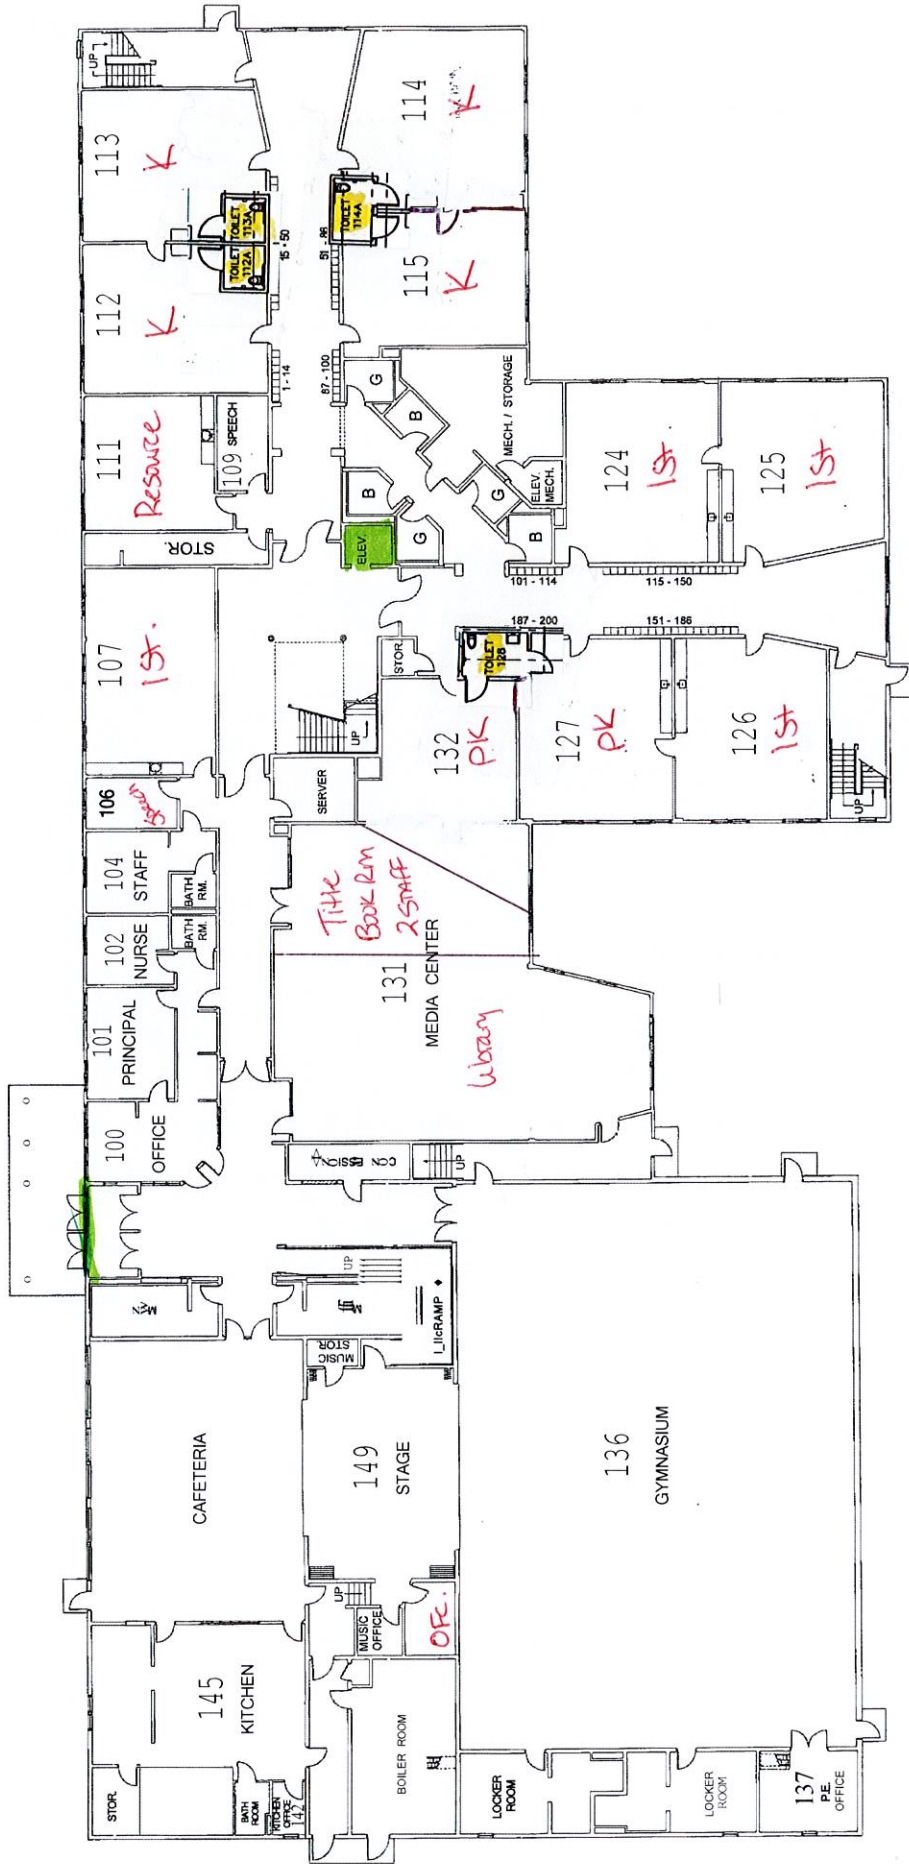 UP
113
K
TOILET
113A
TOILET
112A
15 - 50
112
K
1 - 14
111
Resource
109 SPEECH
STOR.
107
1St.
106
Speech
104
STAFF
BATH
RM.
102
NURSE
BATH
RM.
101
PRINCIPAL
100
OFFICE
114
K
TOILET
114A
51 - 86
115
K
87 - 100
G
B
MECH. / STORAGE
B
G
ELEV.
MECH.
ELEV.
G
B
124
1St
125
1St
101 - 114
115 - 150
187 - 200
151 - 186
STOR.
TOILET
128
UP
132
PK
127
PK
126
1St
UP
SERVER
Title
Book Rm
2 STAFF
131
MEDIA CENTER
Library
CON
ESSION
UP
UP
RAMP
MUSIC
STOR.
CAFETERIA
149
STAGE
UP
MUSIC
OFFICE
OFC.
136
GYMNASIUM
145
KITCHEN
STOR.
BATH
ROOM
KITCHEN
OFFICE
142
BOILER ROOM
LOCKER
ROOM
LOCKER
ROOM
137
P.E.
OFFICE